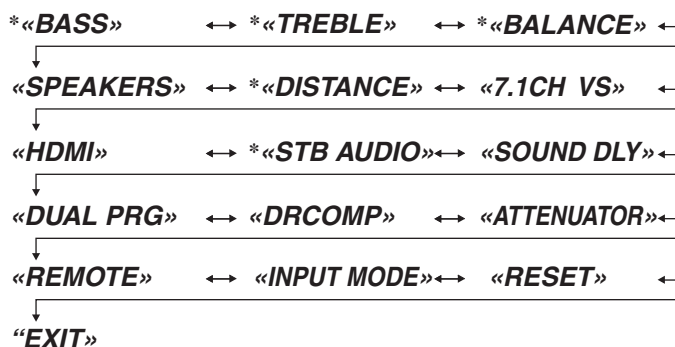 *«BASS» ↔ *«TREBLE» ↔ *«BALANCE»
«SPEAKERS» ↔ *«DISTANCE» ↔ «7.1CH VS»
«HDMI» ↔ *«STB AUDIO» ↔ «SOUND DLY»
«DUAL PRG» ↔ «DRCOMP» ↔ «ATTENUATOR»
«REMOTE» ↔ «INPUT MODE» ↔ «RESET»
“EXIT»